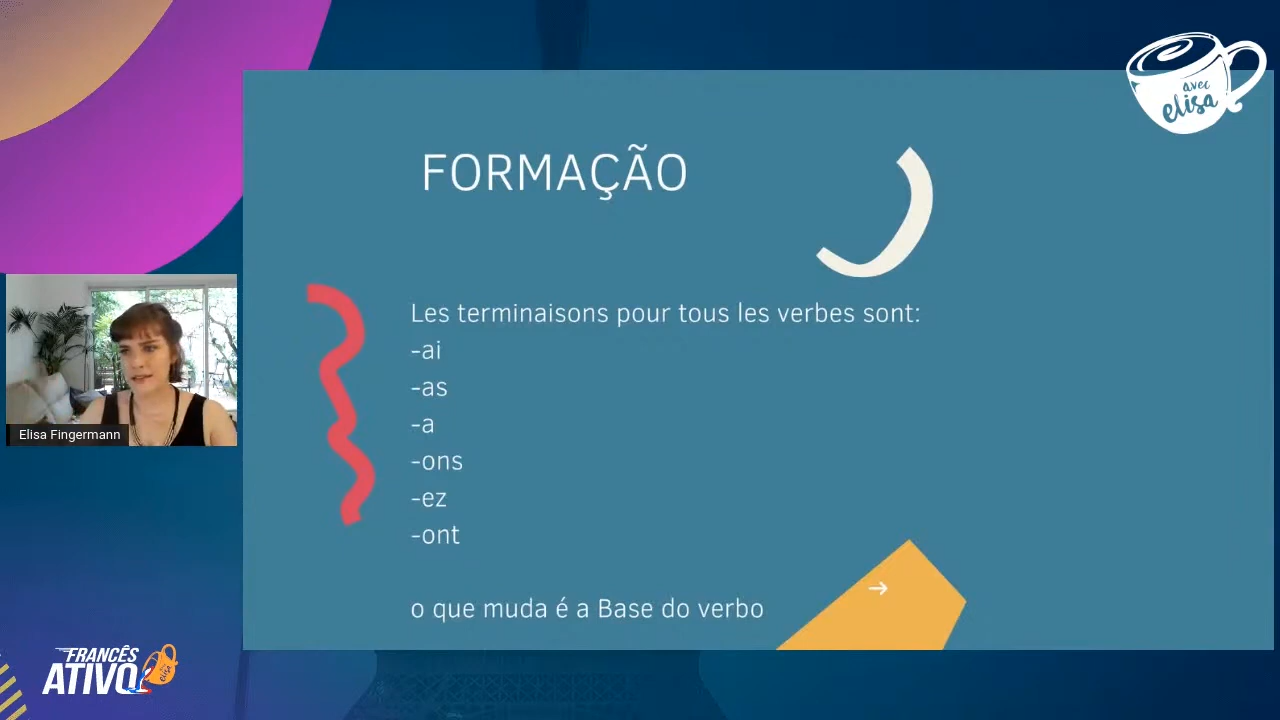 avec
elisa
FORMAÇÃO
Les terminaisons pour tous les verbes sont:
-ai
-as
-a
-ons
-ez
-ont
o que muda é a Base do verbo
Elisa Fingermann
FRANCÊS
ATIVO
elisa